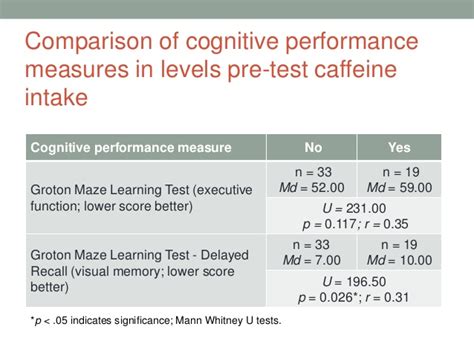 Comparison of cognitive performance
measures in levels pre-test caffeine
intake
Cognitive performance measure No Yes
Groton Maze Learning Test (executive
function; lower score better)
n = 33 n = 19
Md = 52.00 Md = 59.00
U = 231.00
p = 0.117; r = 0.35
Groton Maze Learning Test - Delayed
Recall (visual memory; lower score
better)
n = 33 n = 19
Md = 7.00 Md = 10.00
U = 196.50
p = 0.026*; r = 0.31
*p < .05 indicates significance; Mann Whitney U tests.